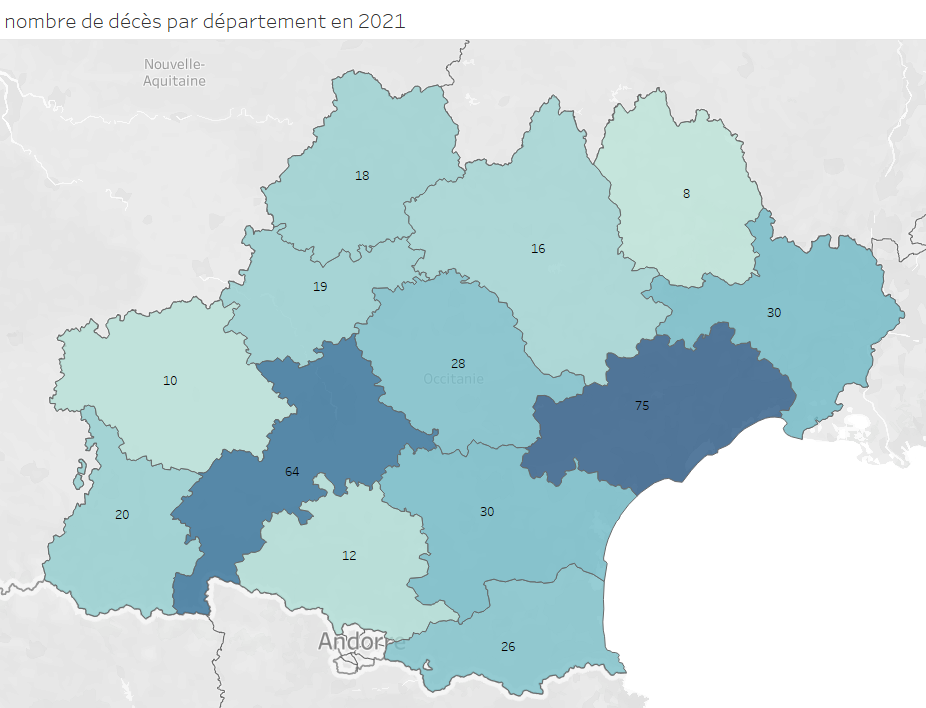 nombre de décès par département en 2021
Nouvelle-
Aquitaine
18
8
16
19
30
28
Occitanie
10
75
64
20
30
12
Andorre
26